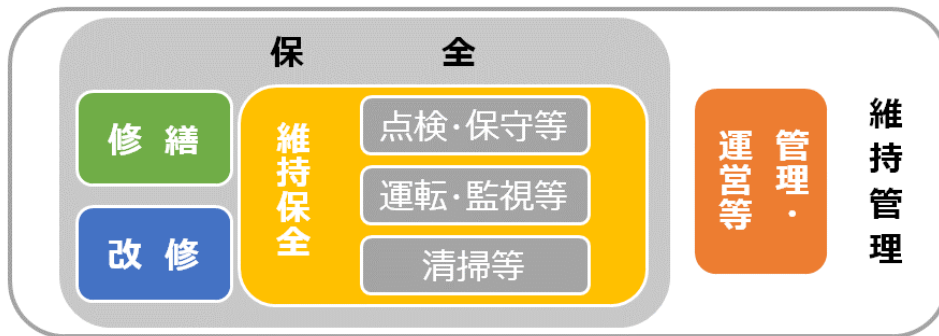 保 全
修 繕
改 修
維持保全
点検・保守等
運転・監視等
清掃等
管理・
運営等
維持管理